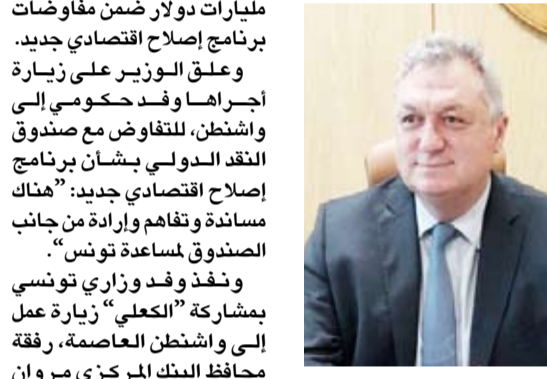 مليارات دولار ضمن مفاوضات
برنامج إصلاح اقتصادي جديد.
وعلق الوزير على زيارة
أجراها وفد حكومي إلى
واشنطن، للتفاوض مع صندوق
النقد الدولي بشأن برنامج
إصلاح اقتصادي جديد: ”هناك
مساندة وتفاهم وإرادة من جانب
الصندوق لمساعدة تونس“.
ونفذ وفد وزاري تونسي
بمشاركة ”الكعلي“ زيارة عمل
إلى واشنطن العاصمة، رفقة
محافظ البنك المركزي مروان